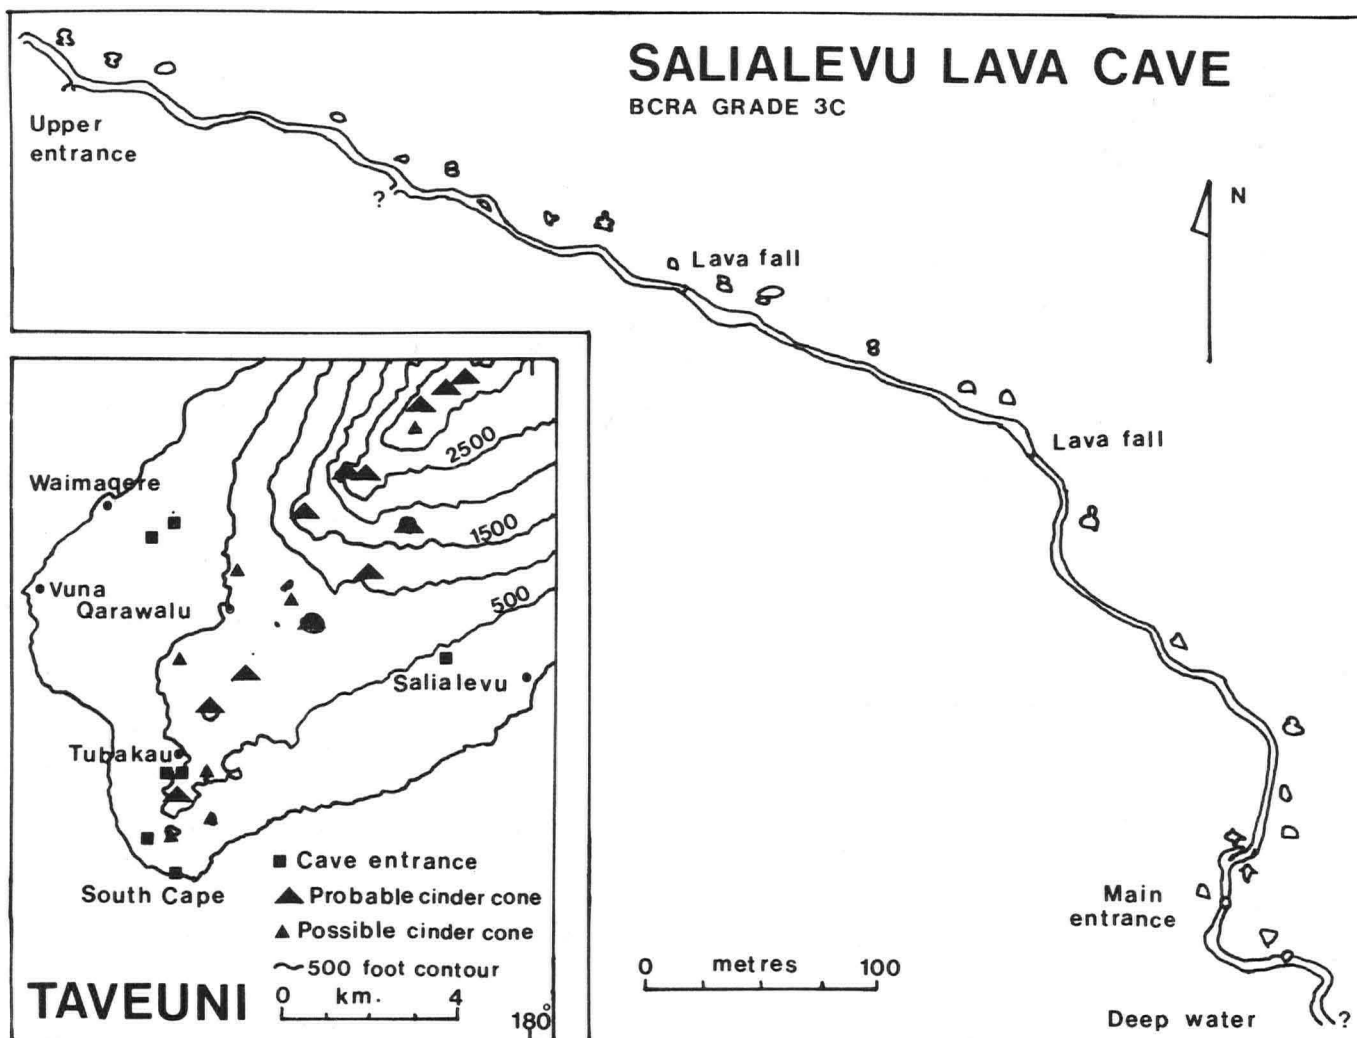 SALIALEVU LAVA CAVE
BCRA GRADE 3C
Upper
entrance
?
N
Lava fall
Lava fall
Main
entrance
0 metres 100
Deep water
?
2500
1500
500
Waimaqere
Vuna
Qarawalu
Salialevu
Tubakau
South Cape
Cave entrance
Probable cinder cone
Possible cinder cone
500 foot contour
0 km. 4
TAVEUNI
180°